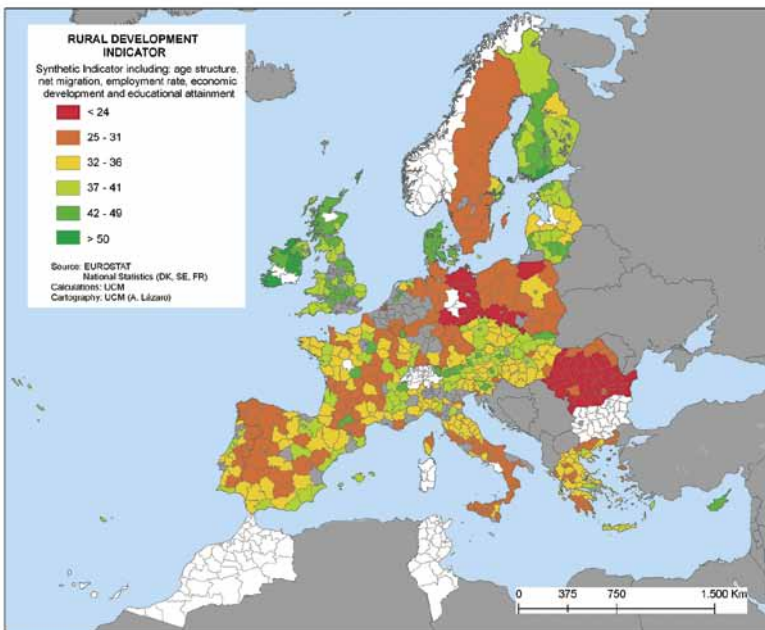 RURAL DEVELOPMENT
INDICATOR
Synthetic Indicator including: age structure,
net migration, employment rate, economic
development and educational attainment
< 24
25 - 31
32 - 36
37 - 41
42 - 49
> 50
Source: EUROSTAT
National Statistics (DK, SE, FR)
Calculations: UCM
Cartography: UCM (A. Lázaro)
0 375 750 1.500 Km